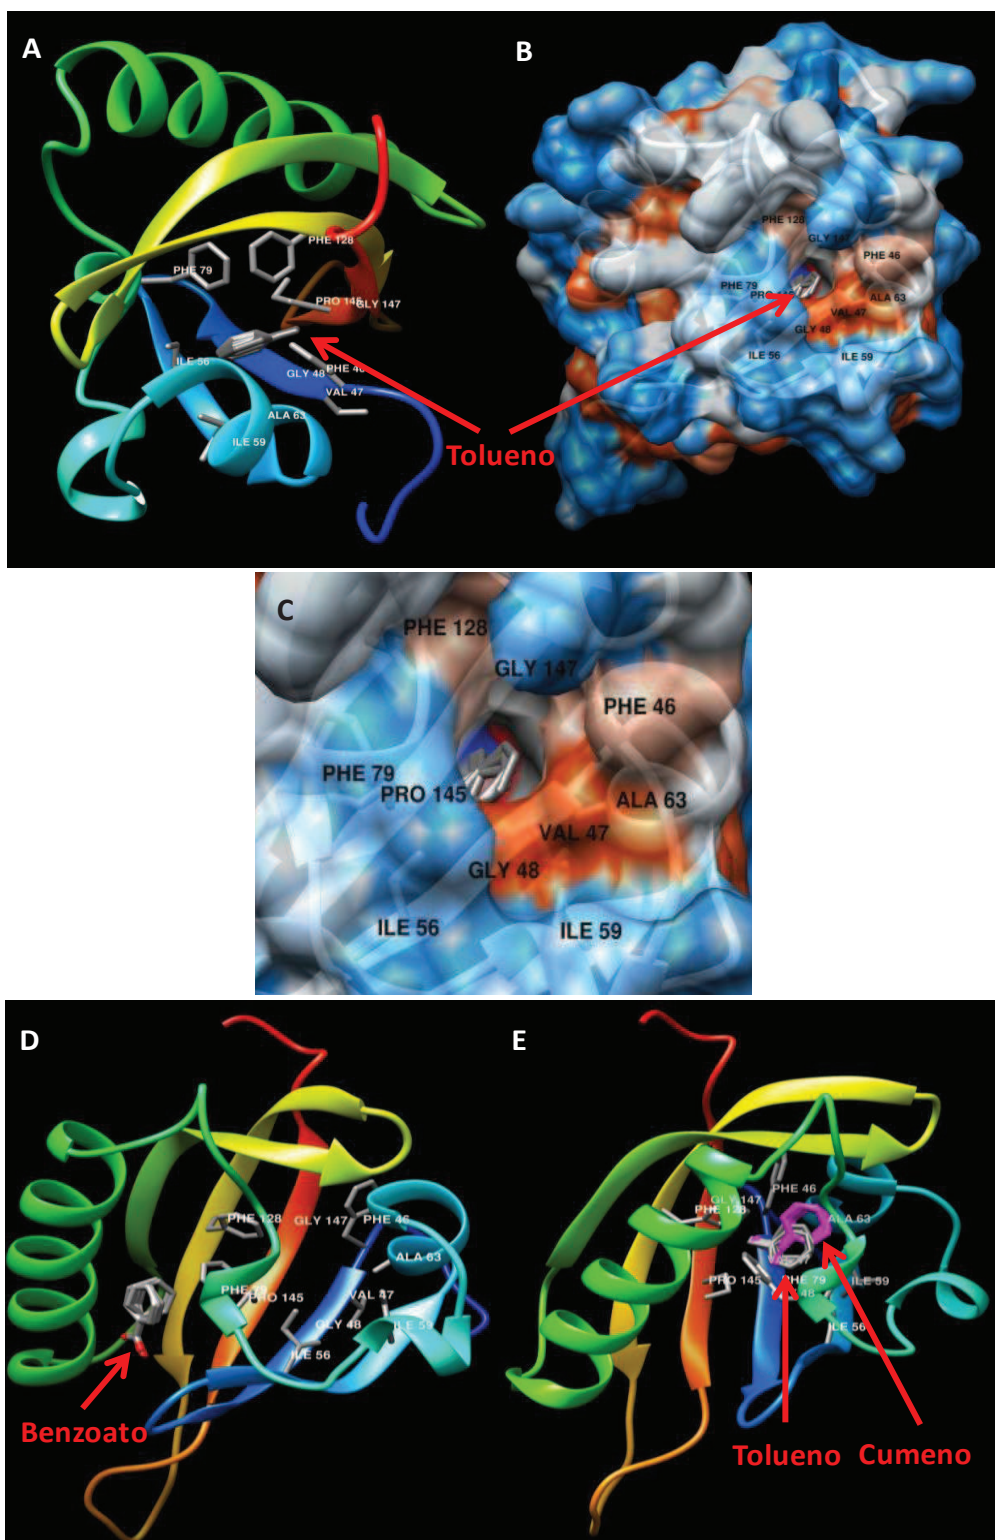 A
B
PHE 128
PHE 79
GLY 147
ILE 56
GLY 48
VAL 47
ALA 63
ILE 59
PHE 128
PHE 46
PHE 79
ALA 63
VAL 47
GLY 48
ILE 56
ILE 59
Tolueno
C
PHE 128
GLY 147
PHE 46
PHE 79
PRO 145
ALA 63
VAL 47
GLY 48
ILE 56
ILE 59
D
E
PHE 128
GLY 147
PHE 46
ALA 63
PRO 145
VAL 47
GLY 48
ILE 59
ILE 56
Benzoato
PHE 46
GLY 147
PHE 128
ALA 63
PRO 145
PHE 79
ILE 59
ILE 56
Tolueno
Cumeno